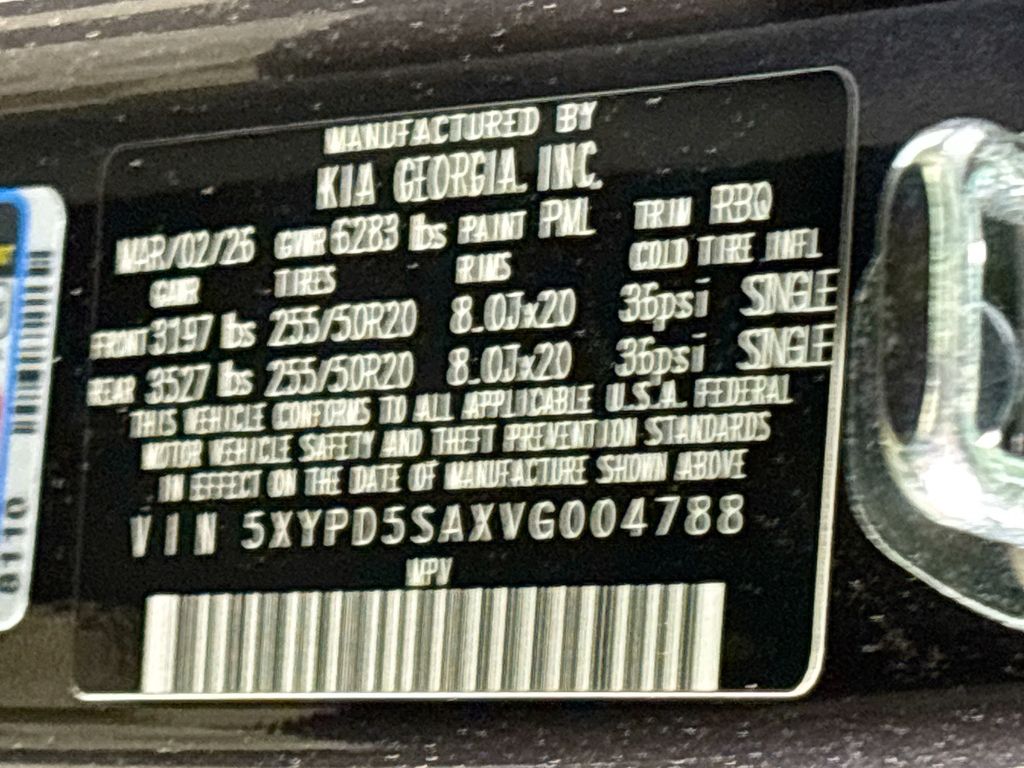 MANUFACTURED BY
KIA GEORGIA, INC.
MAR/02/26 GVWR 6283 lbs PAINT PML TRIM RBQ
GAWR TIRES RIMS COLD TIRE INFL
FRONT 3197 lbs 255/50R20 8.0Jx20 36psi SINGLE
REAR 3527 lbs 255/50R20 8.0Jx20 36psi SINGLE
THIS VEHICLE CONFORMS TO ALL APPLICABLE U.S.A. FEDERAL
MOTOR VEHICLE SAFETY AND THEFT PREVENTION STANDARDS
IN EFFECT ON THE DATE OF MANUFACTURE SHOWN ABOVE
VIN 5XYPD5SAXVG004788
MPV
8110